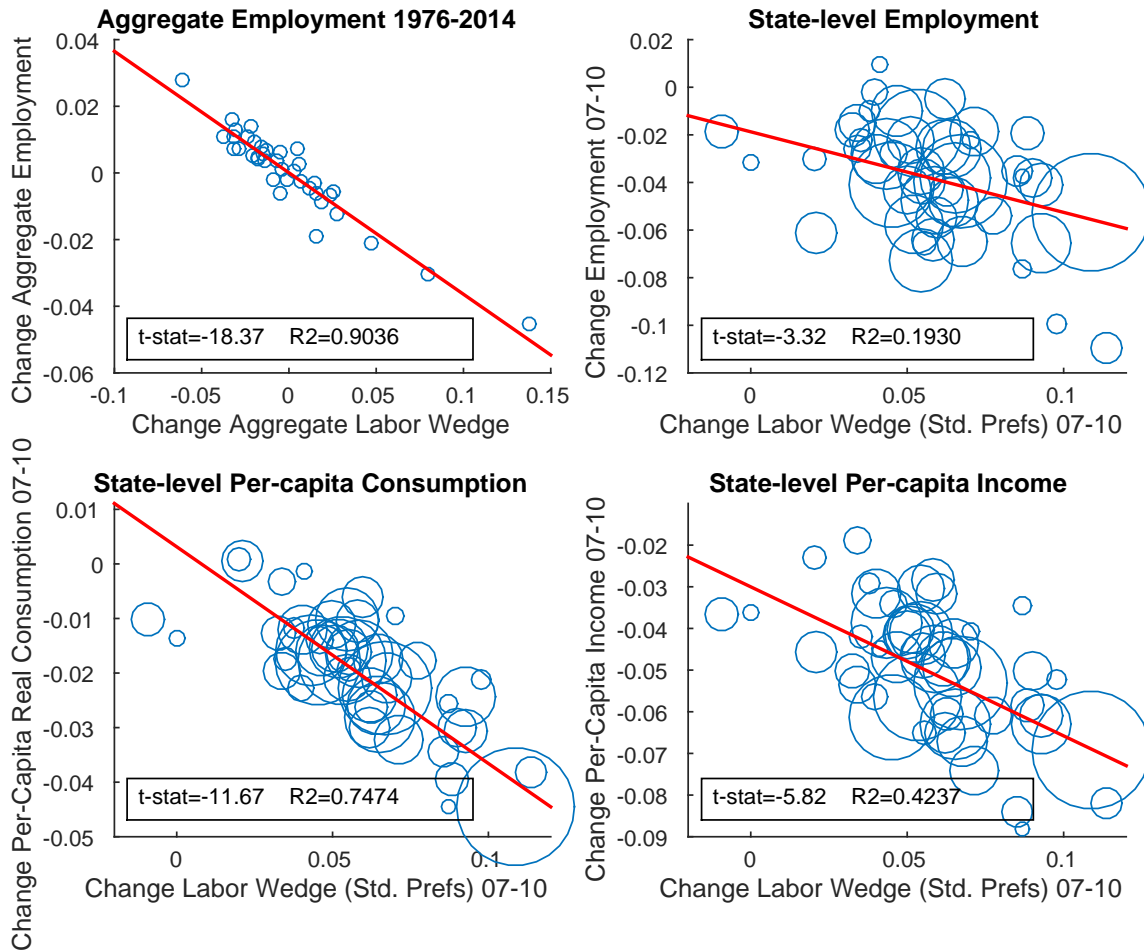 Aggregate Employment 1976-2014
Change Aggregate Employment
0.04
0.02
0
-0.02
-0.04
-0.06
t-stat=-18.37 R2=0.9036
-0.1 -0.05 0 0.05 0.1 0.15
Change Aggregate Labor Wedge
State-level Employment
Change Employment 07-10
0.02
0
-0.02
-0.04
-0.06
-0.08
-0.1
-0.12
t-stat=-3.32 R2=0.1930
0 0.05 0.1
Change Labor Wedge (Std. Prefs) 07-10
State-level Per-capita Consumption
Change Per-Capita Real Consumption 07-10
0.01
0
-0.01
-0.02
-0.03
-0.04
-0.05
t-stat=-11.67 R2=0.7474
0 0.05 0.1
Change Labor Wedge (Std. Prefs) 07-10
State-level Per-capita Income
Change Per-Capita Income 07-10
-0.02
-0.03
-0.04
-0.05
-0.06
-0.07
-0.08
-0.09
t-stat=-5.82 R2=0.4237
0 0.05 0.1
Change Labor Wedge (Std. Prefs) 07-10